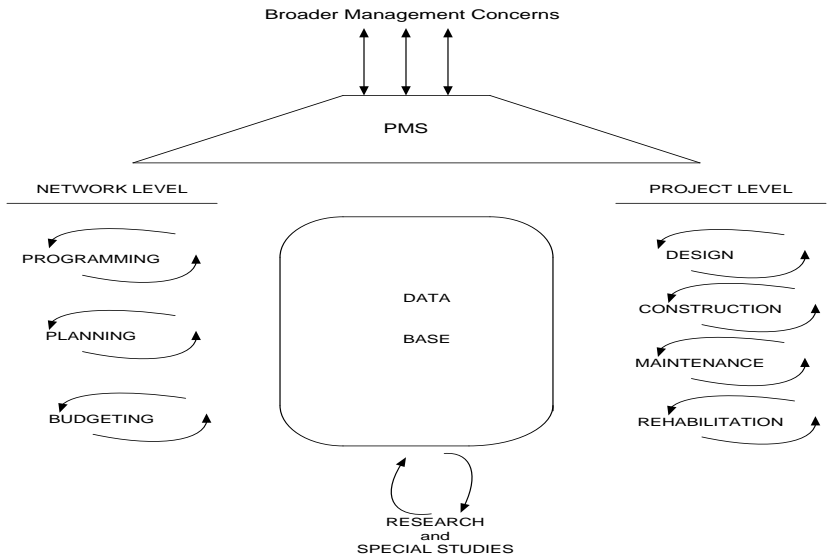 Broader Management Concerns
PMS
NETWORK LEVEL
PROGRAMMING
PLANNING
BUDGETING
DATA
BASE
PROJECT LEVEL
DESIGN
CONSTRUCTION
MAINTENANCE
REHABILITATION
RESEARCH
and
SPECIAL STUDIES